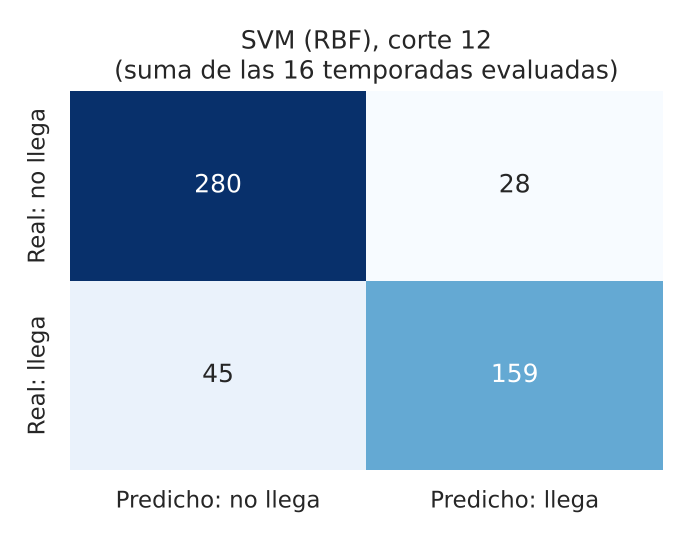 SVM (RBF), corte 12
(suma de las 16 temporadas evaluadas)
Real: no llega
280
28
Real: llega
45
159
Predicho: no llega
Predicho: llega